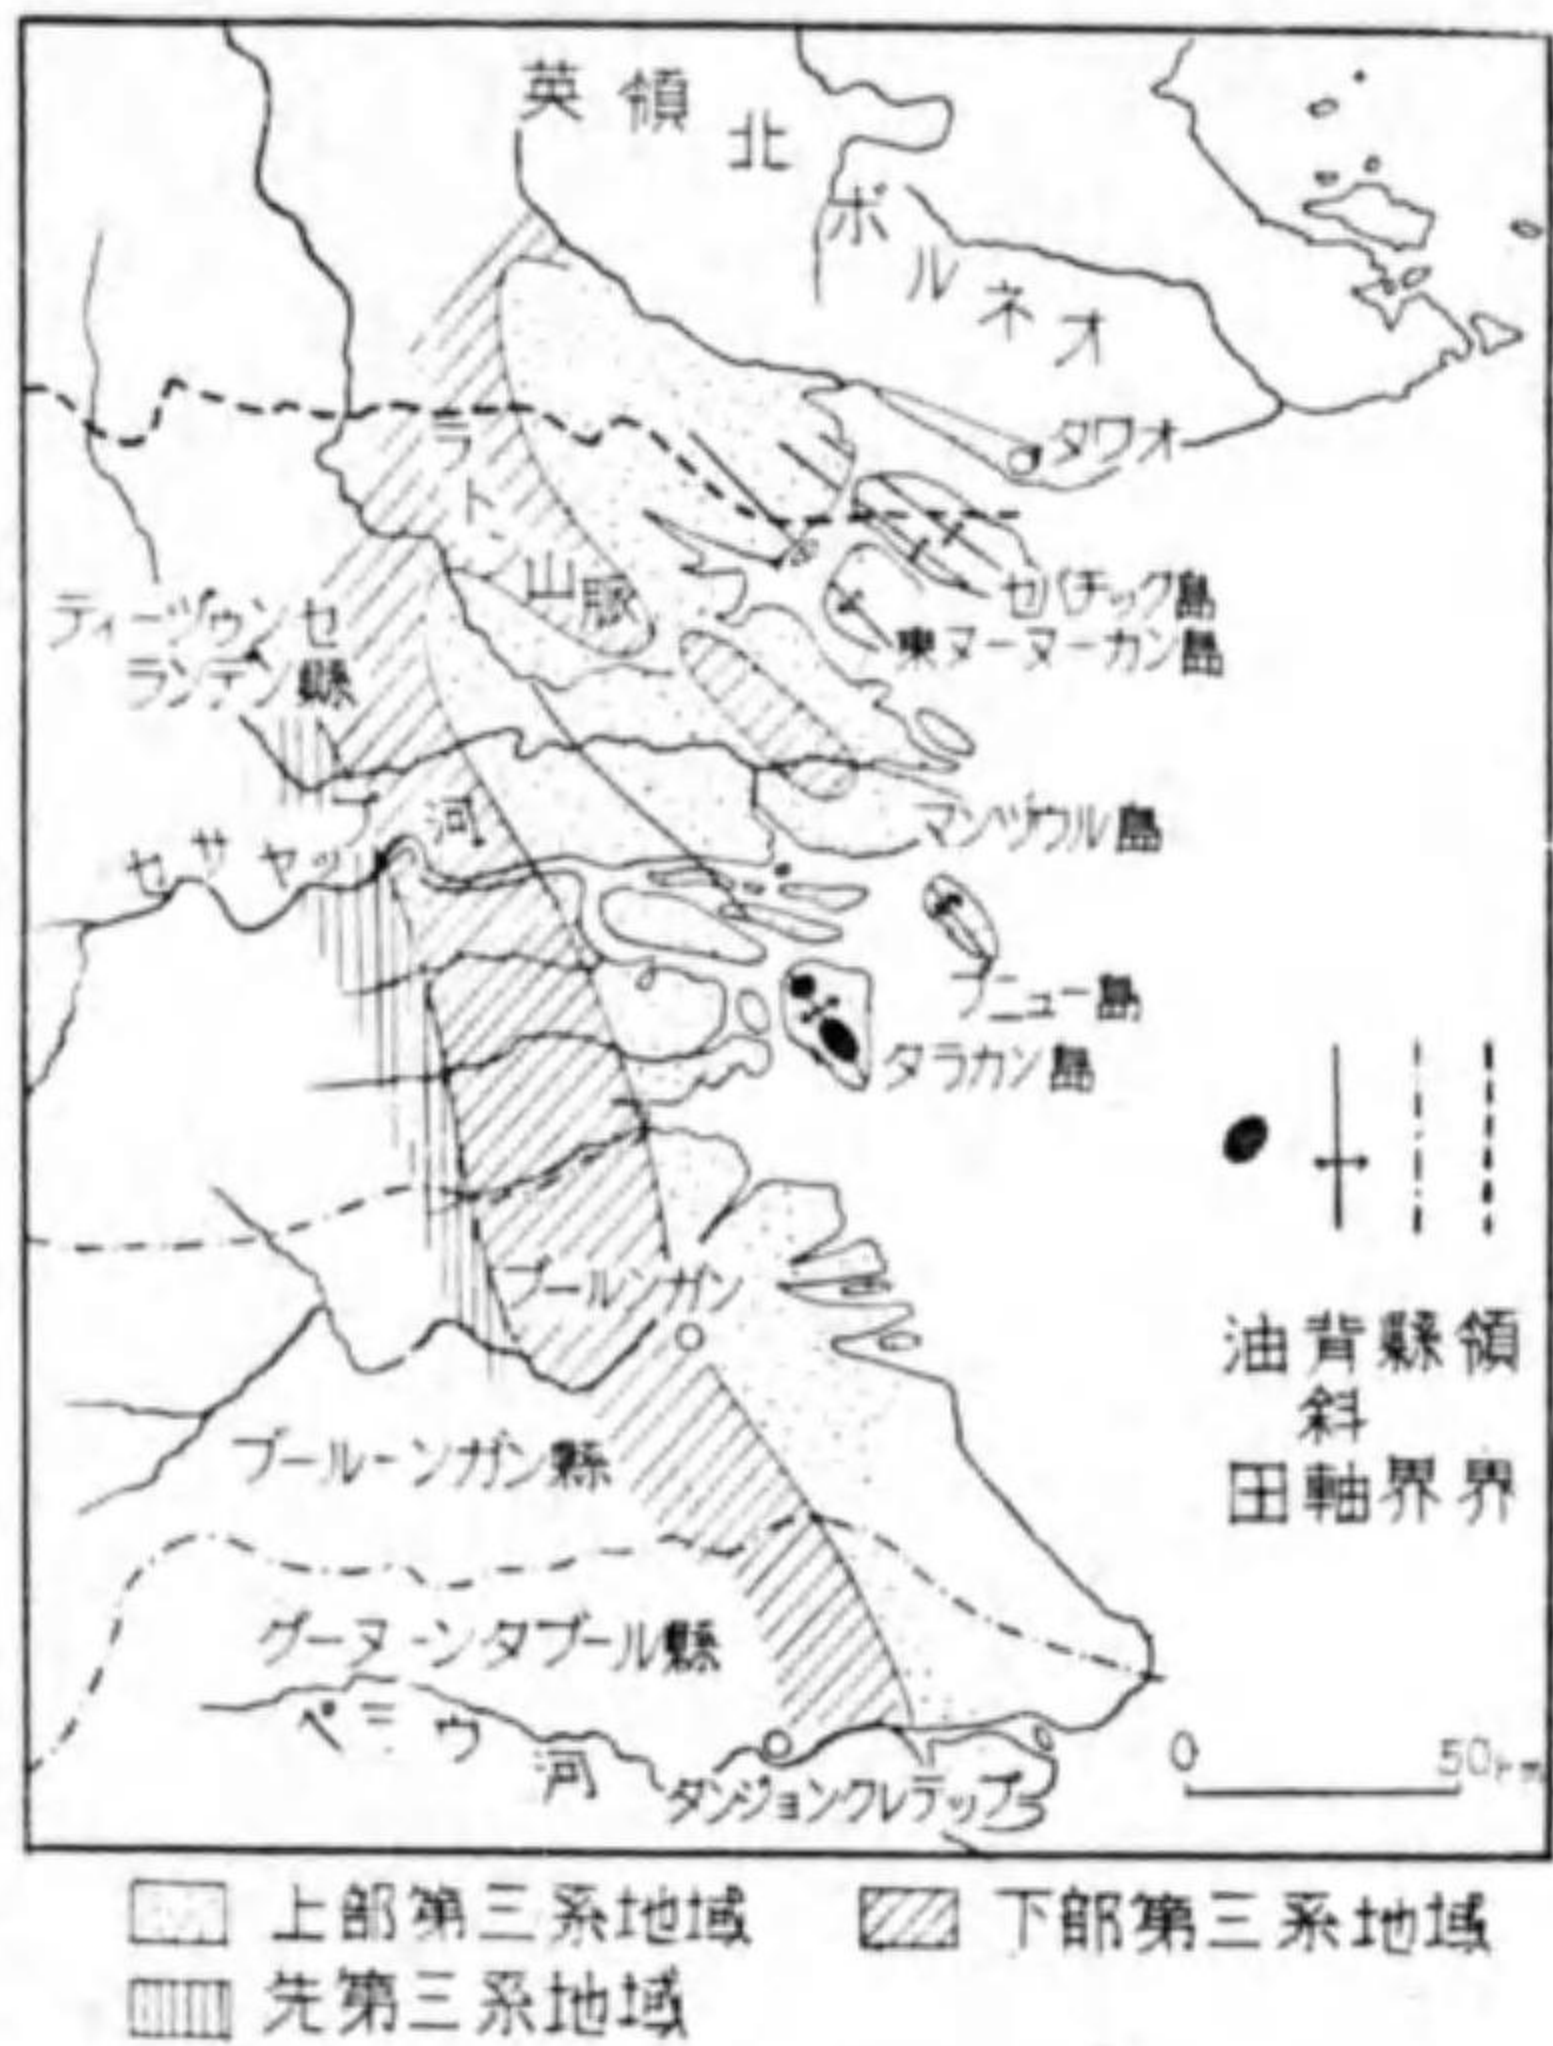 英領北ボルネオ
タワオ
ラト山脈
セバチック島
東ヌーヌーカン島
ティーヅゥンセ
ランデン縣
マンヅウル島
セサヤップ河
ブニュー島
タラカン島
ブールンガン
ブールーンガン縣
グーヌーンタブール縣
ベニウ河
タンジョンクレデップ
油田
背斜軸
縣界
領界
0 50km
上部第三系地域
下部第三系地域
先第三系地域